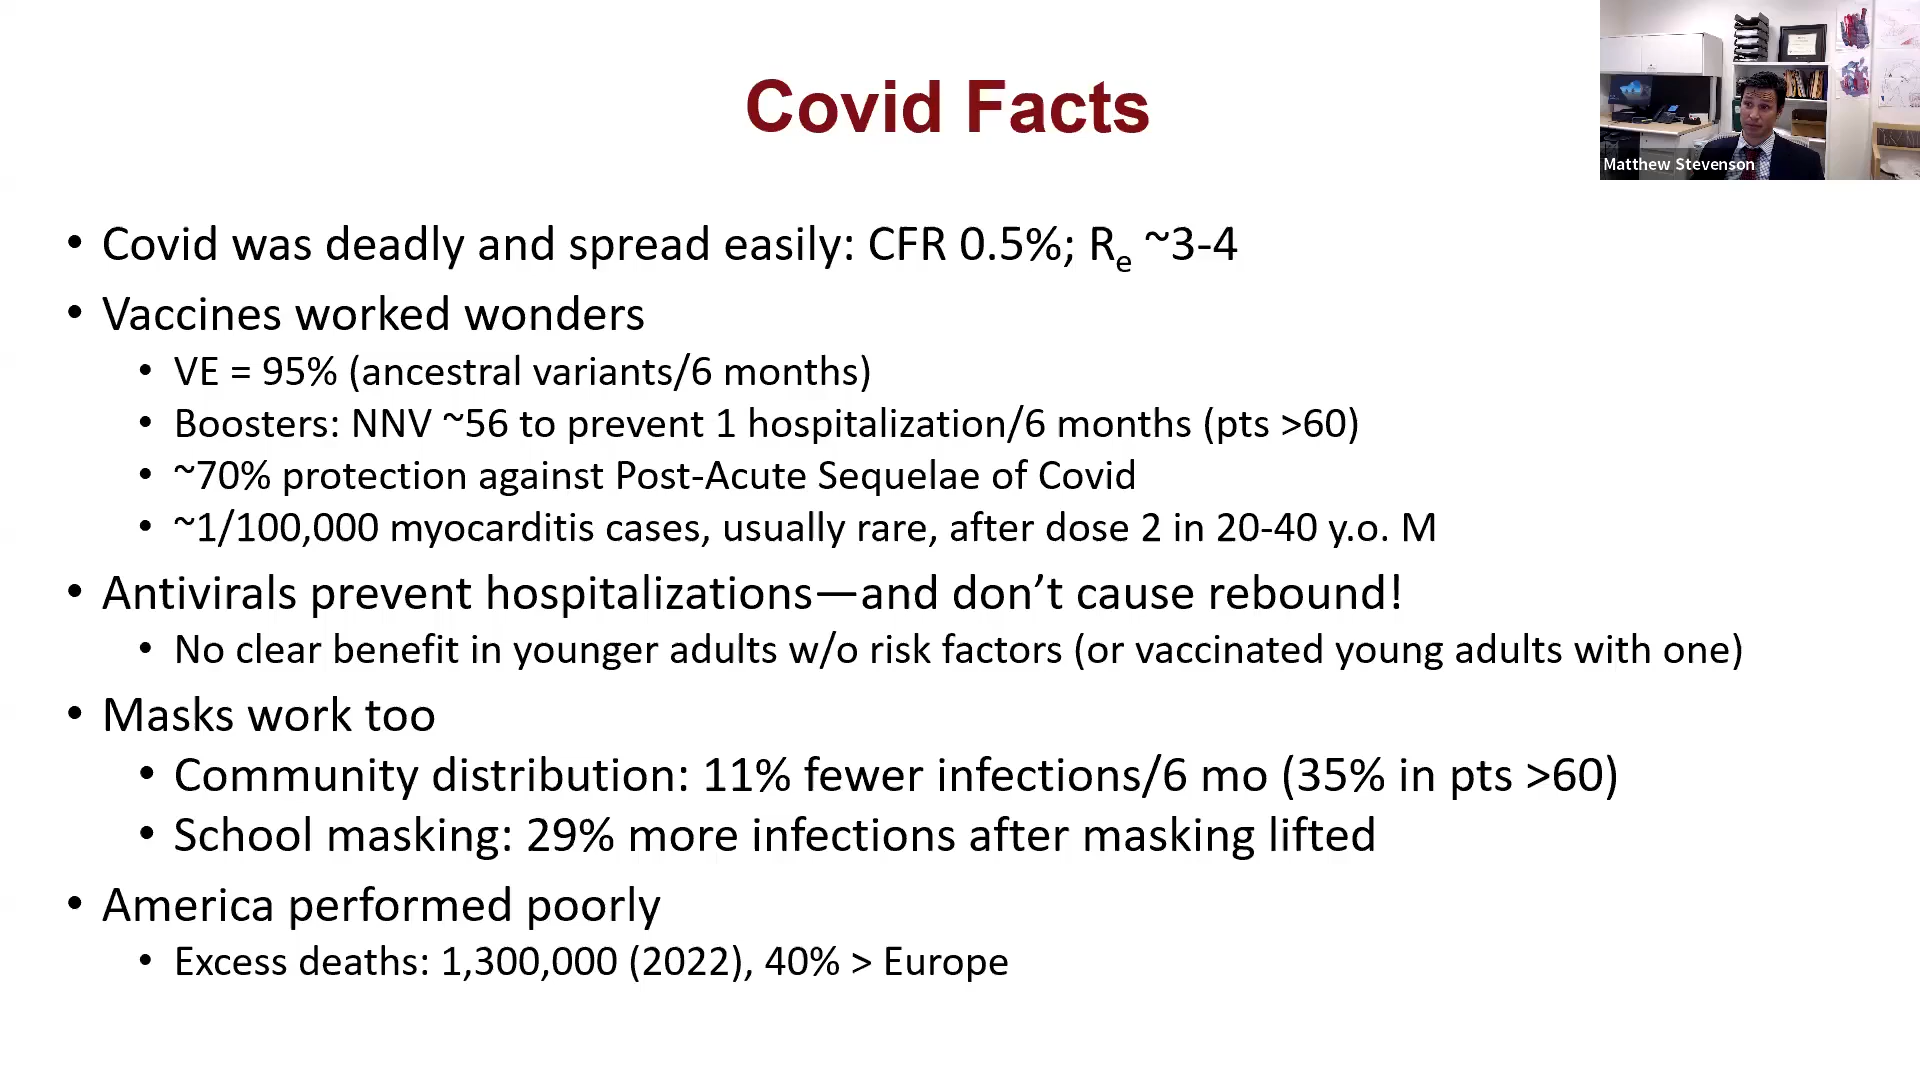 Covid Facts
Matthew Stevenson
• Covid was deadly and spread easily: CFR 0.5%; Re ~3-4
• Vaccines worked wonders
• VE = 95% (ancestral variants/6 months)
• Boosters: NNV ~56 to prevent 1 hospitalization/6 months (pts >60)
• ~70% protection against Post-Acute Sequelae of Covid
• ~1/100,000 myocarditis cases, usually rare, after dose 2 in 20-40 y.o. M
• Antivirals prevent hospitalizations—and don’t cause rebound!
• No clear benefit in younger adults w/o risk factors (or vaccinated young adults with one)
• Masks work too
• Community distribution: 11% fewer infections/6 mo (35% in pts >60)
• School masking: 29% more infections after masking lifted
• America performed poorly
• Excess deaths: 1,300,000 (2022), 40% > Europe